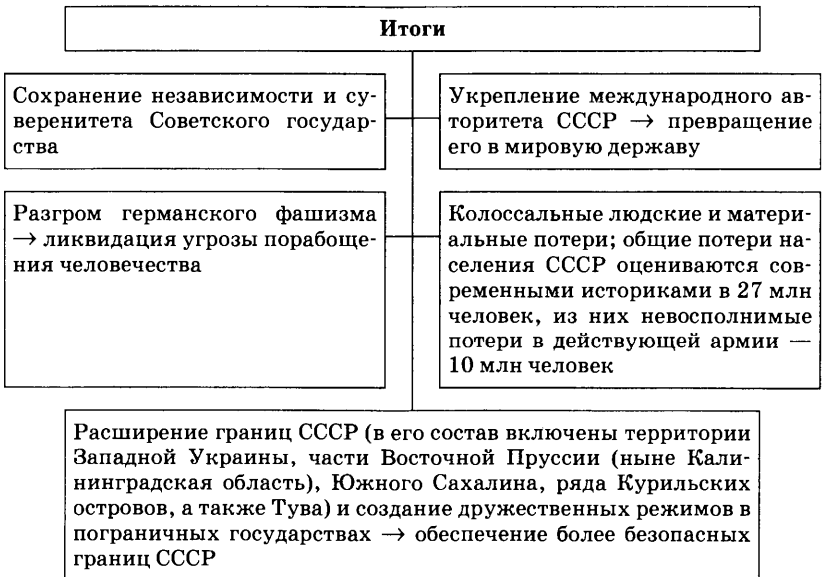 Итоги
Сохранение независимости и су-
веренитета Советского государ-
ства
Укрепление международного ав-
торитета СССР → превращение
его в мировую державу
Разгром германского фашизма
→ ликвидация угрозы порабоще-
ния человечества
Колоссальные людские и матери-
альные потери; общие потери на-
селения СССР оцениваются сов-
ременными историками в 27 млн
человек, из них невосполнимые
потери в действующей армии —
10 млн человек
Расширение границ СССР (в его состав включены территории
Западной Украины, части Восточной Пруссии (ныне Кали-
нинградская область), Южного Сахалина, ряда Курильских
островов, а также Тува) и создание дружественных режимов в
пограничных государствах → обеспечение более безопасных
границ СССР